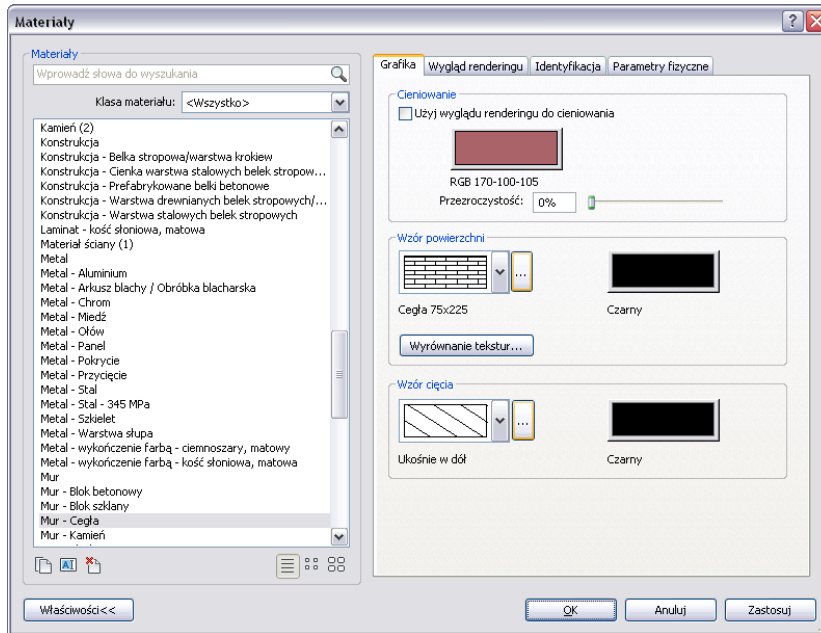 Materiały
Materiały
Wprowadź słowa do wyszukania
Klasa materiału: <Wszystko>
Kamień (2)
Konstrukcja
Konstrukcja - Belka stropowa/warstwa krokiew
Konstrukcja - Cienka warstwa stalowych belek stropow...
Konstrukcja - Prefabrykowane belki betonowe
Konstrukcja - Warstwa drewnianych belek stropowych/...
Konstrukcja - Warstwa stalowych belek stropowych
Laminat - kość słoniowa, matowa
Materiał ściany (1)
Metal
Metal - Aluminium
Metal - Arkusz blachy / Obróbka blacharska
Metal - Chrom
Metal - Miedź
Metal - Ołów
Metal - Panel
Metal - Pokrycie
Metal - Przycięcie
Metal - Stal
Metal - Stal - 345 MPa
Metal - Szkielet
Metal - Warstwa słupa
Metal - wykończenie farbą - ciemnoszary, matowy
Metal - wykończenie farbą - kość słoniowa, matowa
Mur
Mur - Blok betonowy
Mur - Blok szklany
Mur - Cegła
Mur - Kamień
AI
Właściwości<<
Grafika Wygląd renderingu Identyfikacja Parametry fizyczne
Cieniowanie
Użyj wyglądu renderingu do cieniowania
RGB 170-100-105
Przezroczystość: 0%
Wzór powierzchni
...
Cegła 75x225 Czarny
Wyrównanie tekstur...
Wzór cięcia
...
Ukośnie w dół Czarny
OK Anuluj Zastosuj